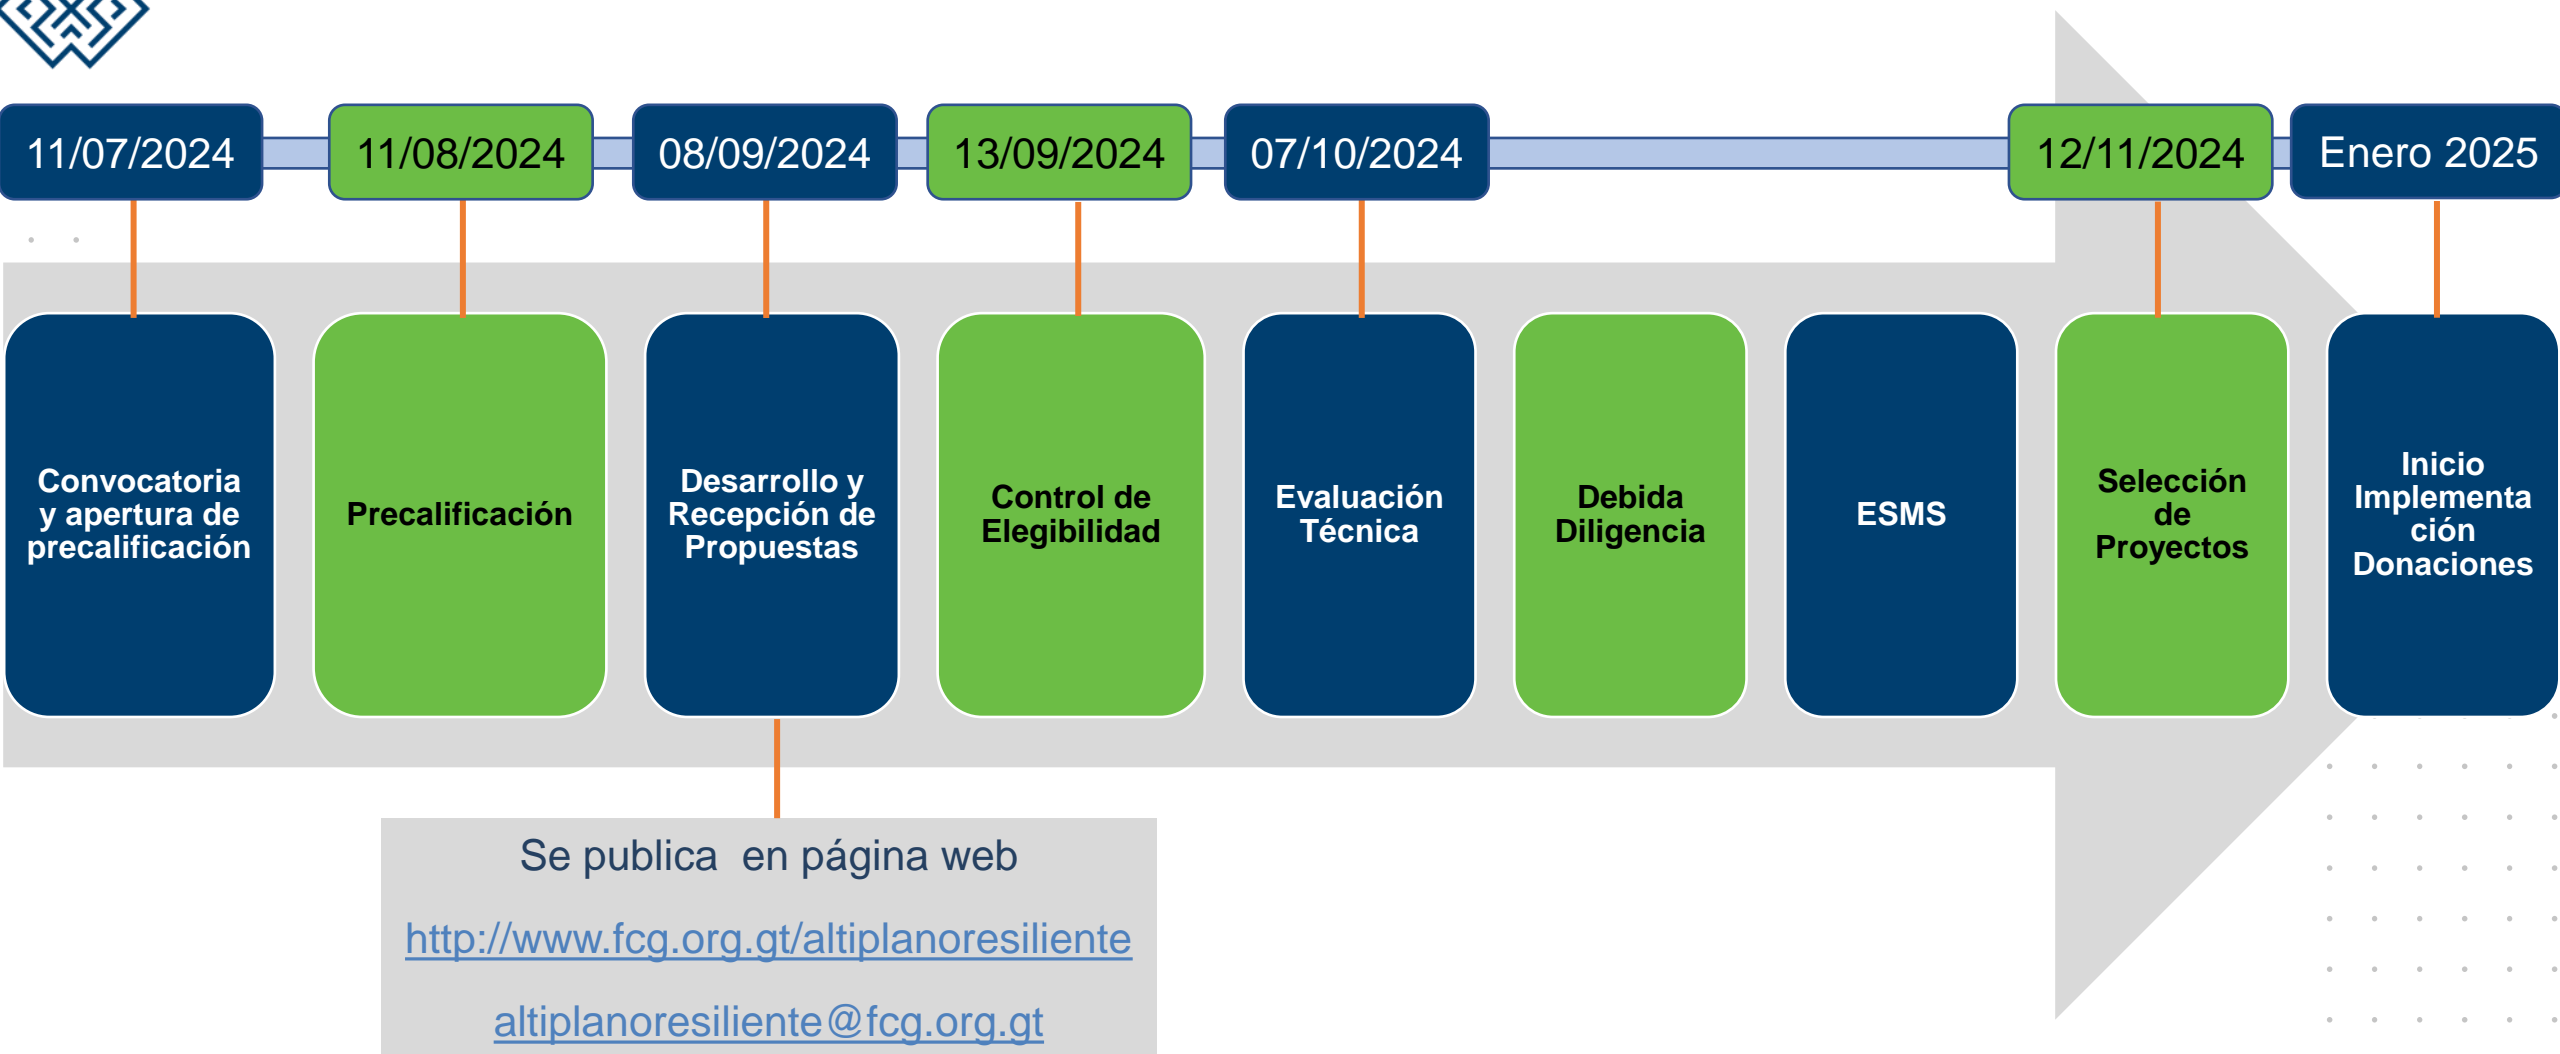 11/07/2024
11/08/2024
08/09/2024
13/09/2024
07/10/2024
12/11/2024
Enero 2025
Convocatoria
y apertura de
precalificación
Precalificación
Desarrollo y
Recepción de
Propuestas
Control de
Elegibilidad
Evaluación
Técnica
Debida
Diligencia
ESMS
Selección
de
Proyectos
Inicio
Implementa
ción
Donaciones
Se publica en página web
http://www.fcg.org.gt/altiplanoresiliente
altiplanoresiliente@fcg.org.gt